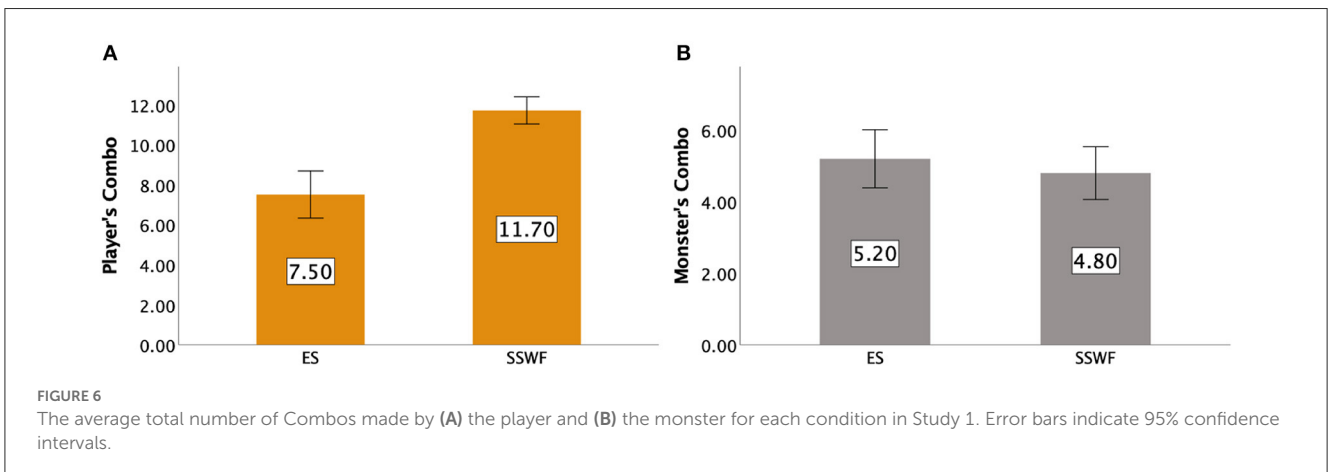 A
Player's Combo
12.00
10.00
8.00
6.00
4.00
2.00
0.00
7.50
11.70
ES
SSWF
B
Monster's Combo
6.00
4.00
2.00
0.00
5.20
4.80
ES
SSWF
FIGURE 6
The average total number of Combos made by (A) the player and (B) the monster for each condition in Study 1. Error bars indicate 95% confidence
intervals.